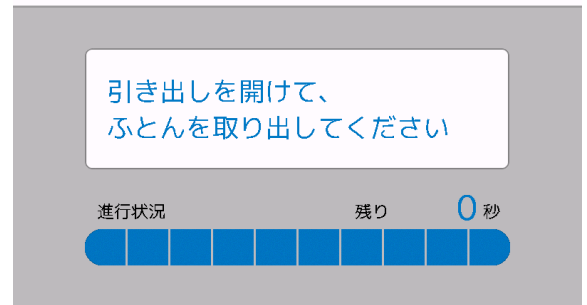 引き出しを開けて、
ふとんを取り出してください
進行状況 残り 0秒